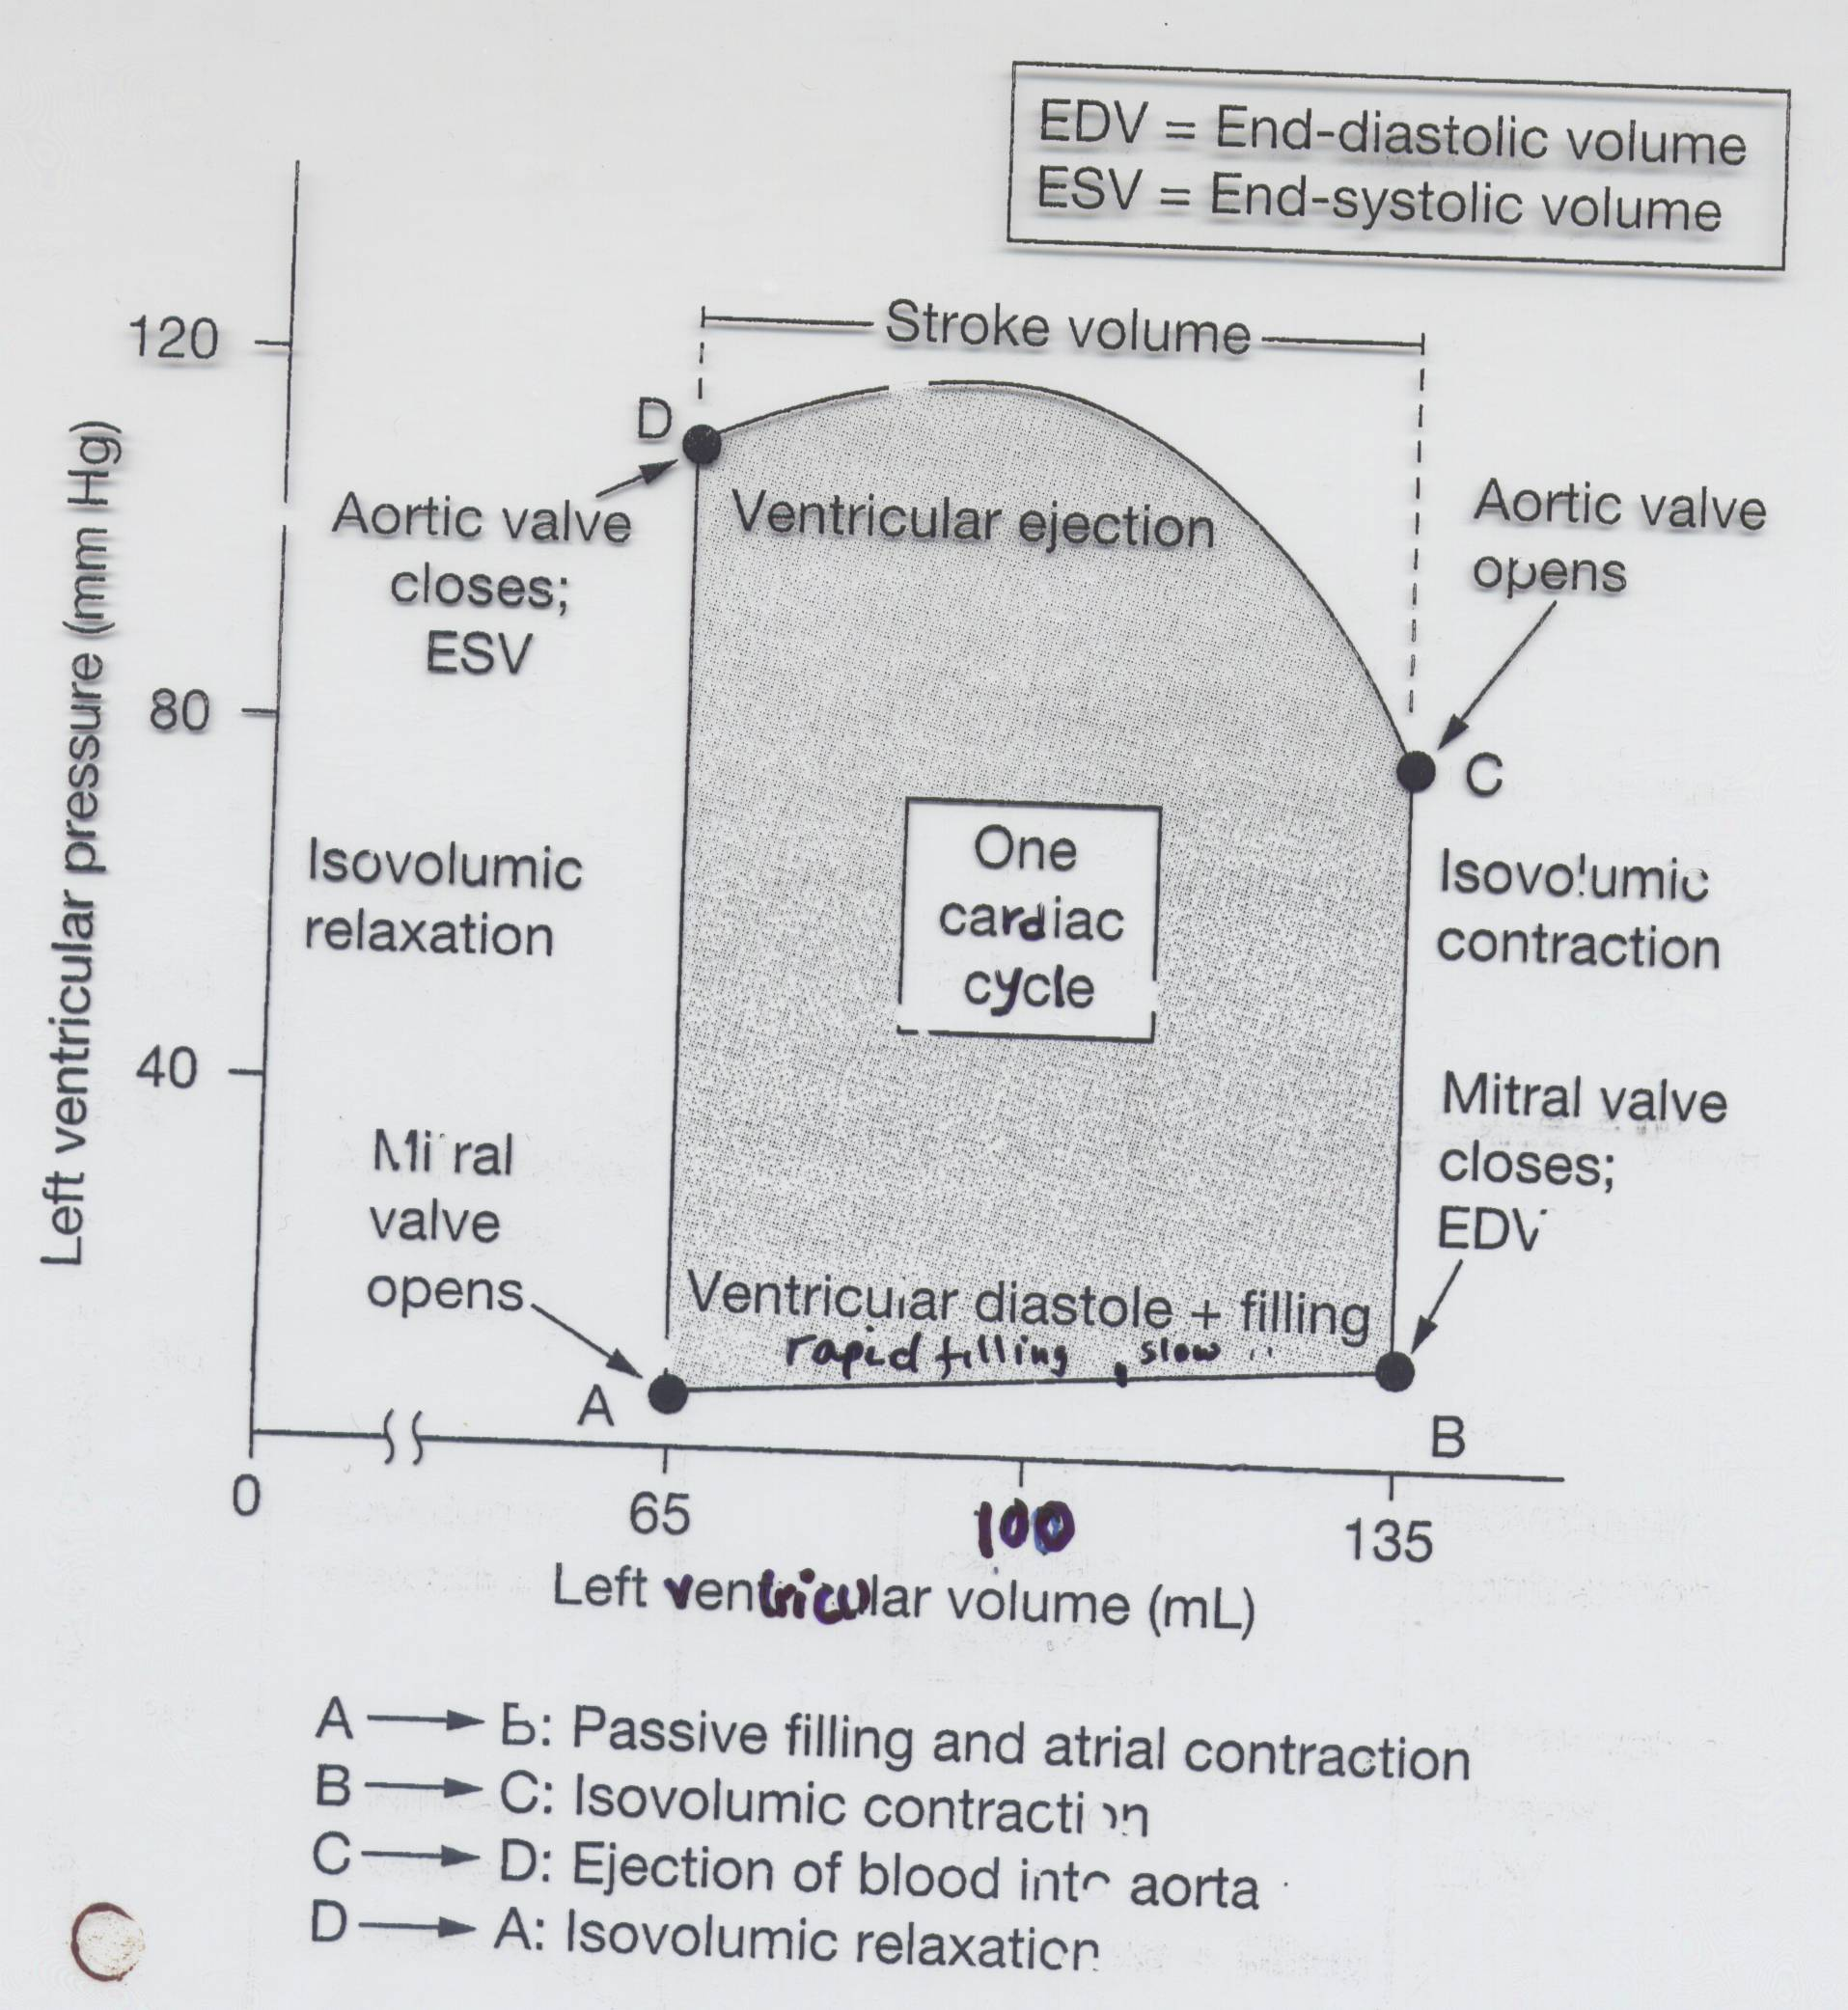 EDV = End-diastolic volume
ESV = End-systolic volume
Stroke volume
120
80
40
0
Left ventricular pressure (mm Hg)
D
Aortic valve
closes;
ESV
Ventricular ejection
Aortic valve
opens
C
Isovolumic
relaxation
One
cardiac
cycle
Isovolumic
contraction
Mitral
valve
opens
Mitral valve
closes;
EDV
Ventricular diastole + filling
rapid filling , slow "
A
B
65
100
135
Left ventricular volume (mL)
A → B: Passive filling and atrial contraction
B → C: Isovolumic contraction
C → D: Ejection of blood into aorta
D → A: Isovolumic relaxation